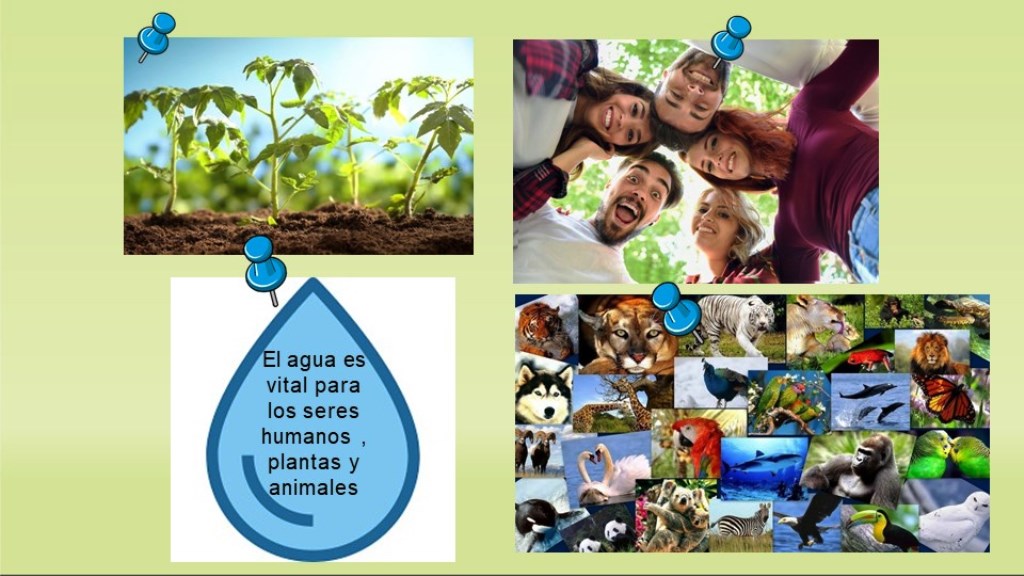 El agua es
vital para
los seres
humanos ,
plantas y
animales